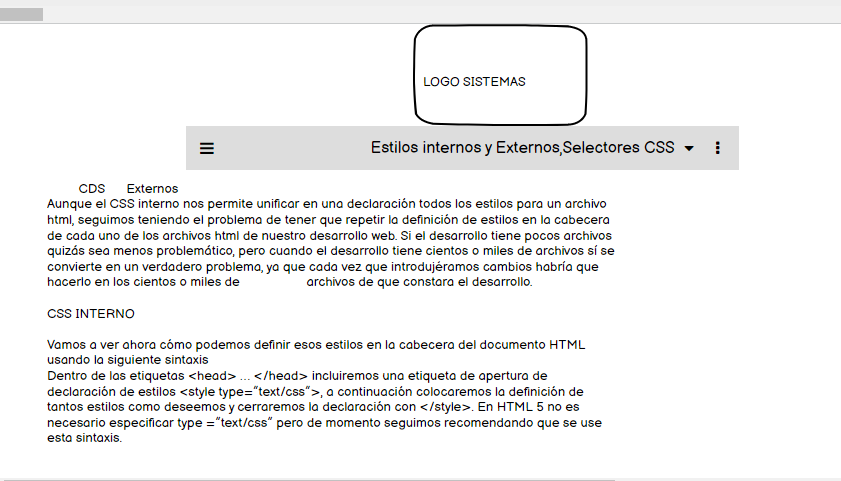 LOGO SISTEMAS
Estilos internos y Externos,Selectores CSS
CDS Externos
Aunque el CSS interno nos permite unificar en una declaración todos los estilos para un archivo
html, seguimos teniendo el problema de tener que repetir la definición de estilos en la cabecera
de cada uno de los archivos html de nuestro desarrollo web. Si el desarrollo tiene pocos archivos
quizás sea menos problemático, pero cuando el desarrollo tiene cientos o miles de archivos sí se
convierte en un verdadero problema, ya que cada vez que introdujéramos cambios habría que
hacerlo en los cientos o miles de archivos de que constara el desarrollo.
CSS INTERNO
Vamos a ver ahora cómo podemos definir esos estilos en la cabecera del documento HTML
usando la siguiente sintaxis
Dentro de las etiquetas <head> ... </head> incluiremos una etiqueta de apertura de
declaración de estilos <style type="text/css">, a continuación colocaremos la definición de
tantos estilos como deseemos y cerraremos la declaración con </style>. En HTML 5 no es
necesario especificar type ="text/css" pero de momento seguimos recomendando que se use
esta sintaxis.